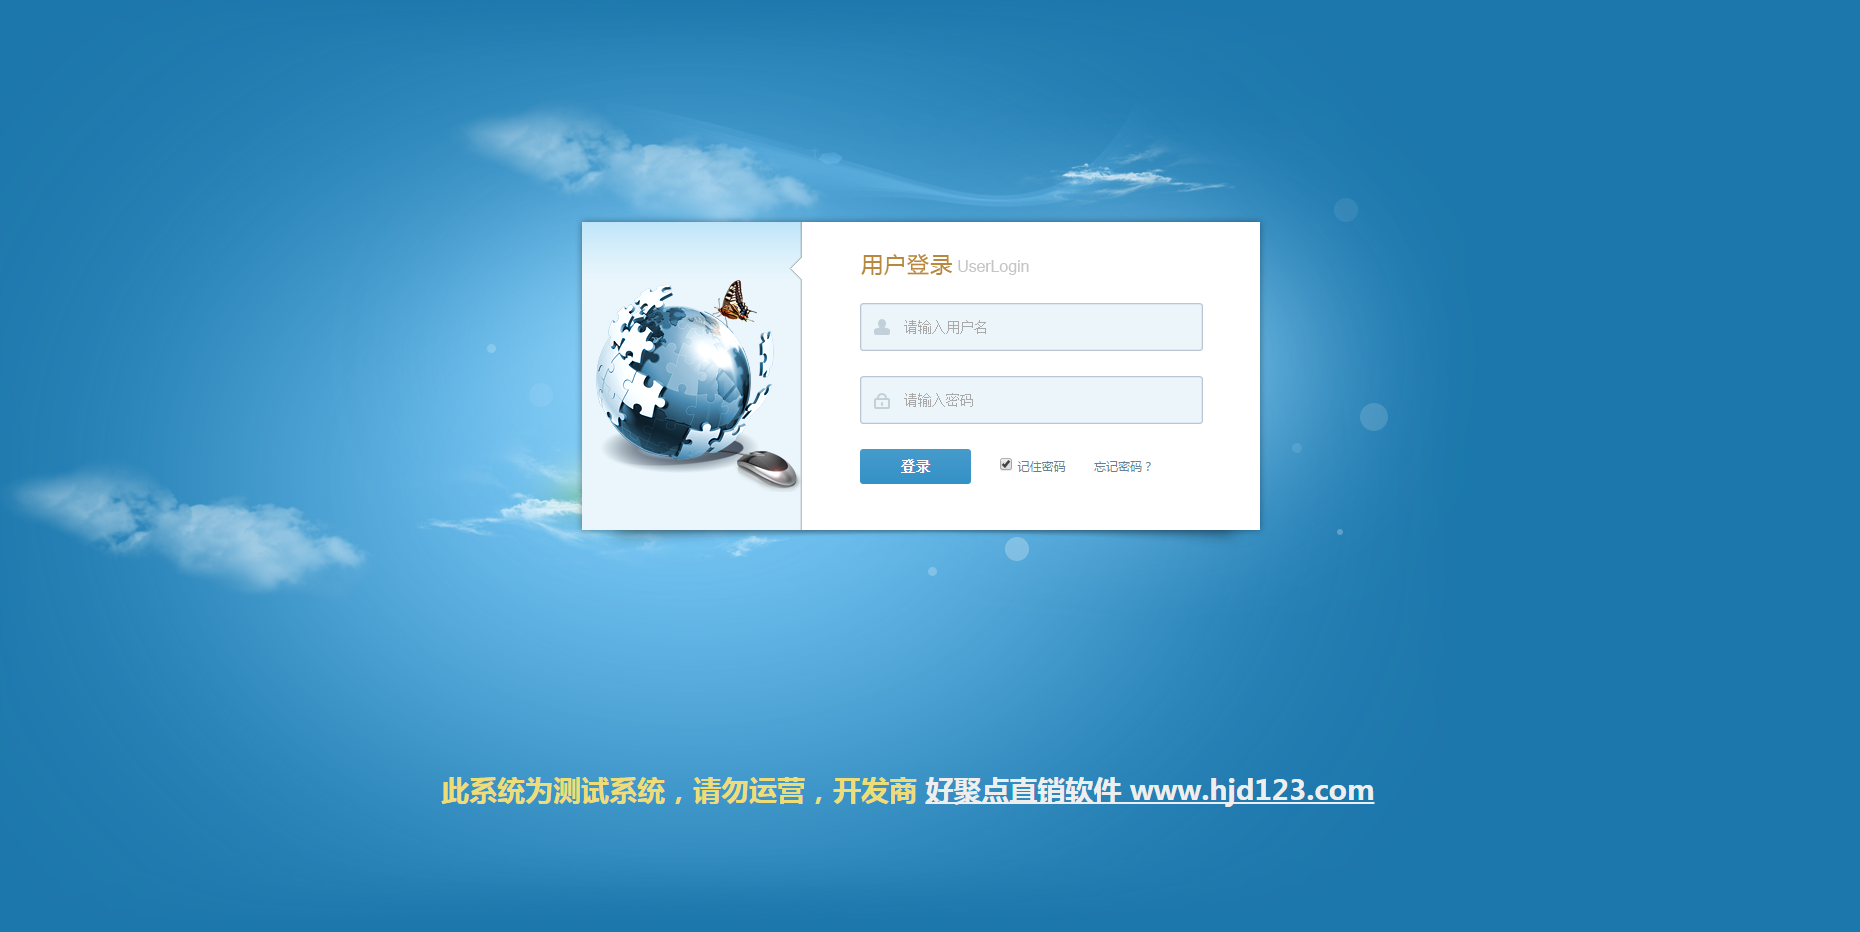 用户登录 UserLogin
请输入用户名
请输入密码
登录 记住密码 忘记密码？
此系统为测试系统，请勿运营，开发商 好聚点直销软件 www.hjd123.com